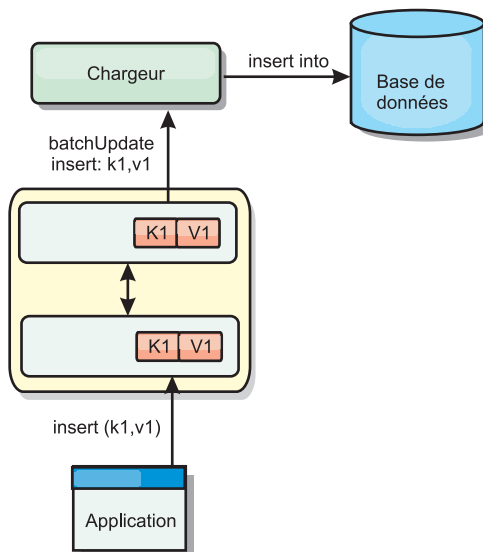 Chargeur
insert into
Base de
données
batchUpdate
insert: k1,v1
K1 V1
K1 V1
insert (k1,v1)
Application